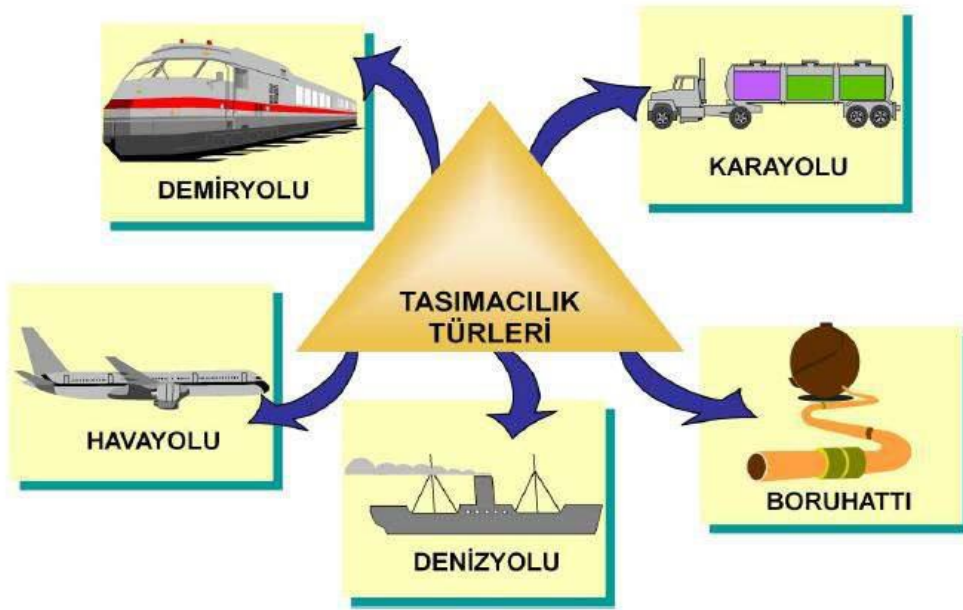 DEMİRYOLU
KARAYOLU
TASIMACILIK
TÜRLERİ
HAVAYOLU
DENİZYOLU
BORUHATTI